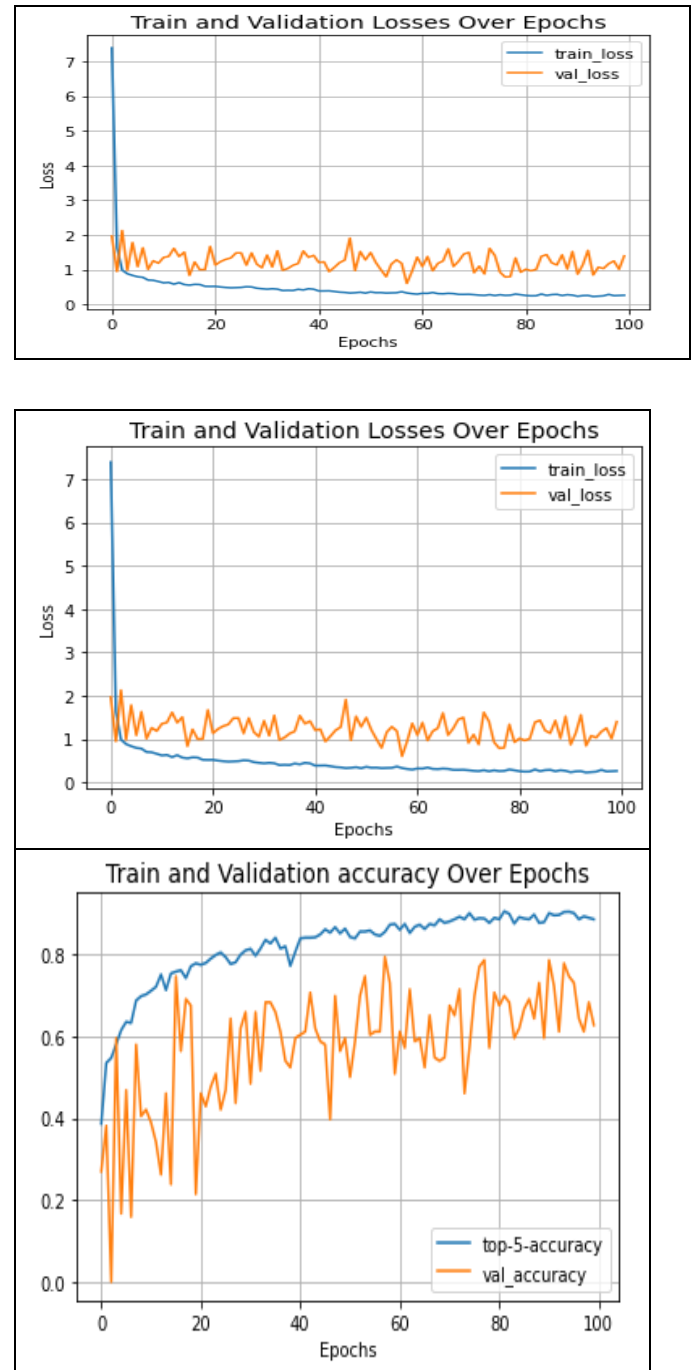 Train and Validation Losses Over Epochs
train_loss
val_loss
7
6
5
4
3
2
1
0
Loss
0 20 40 60 80 100
Epochs
Train and Validation Losses Over Epochs
train_loss
val_loss
7
6
5
4
3
2
1
0
Loss
0 20 40 60 80 100
Epochs
Train and Validation accuracy Over Epochs
0.8
0.6
0.4
0.2
0.0
top-5-accuracy
val_accuracy
0 20 40 60 80 100
Epochs